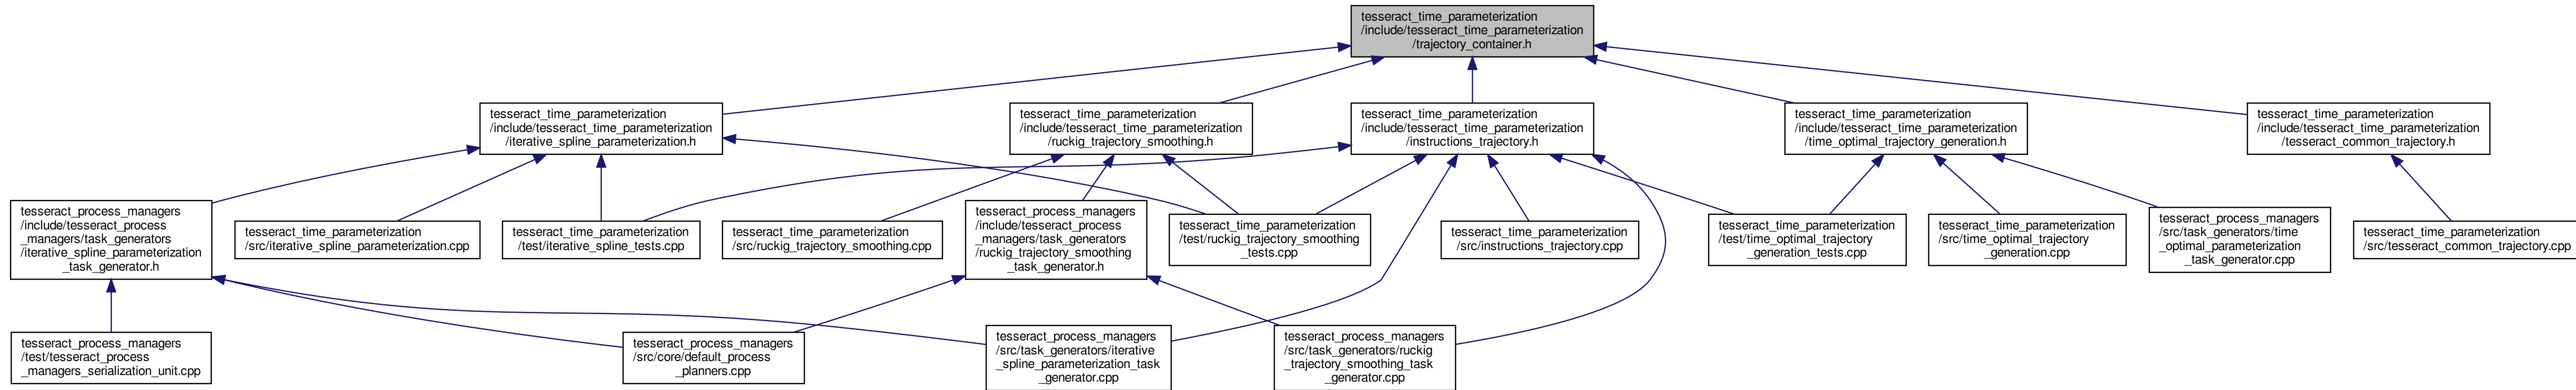 tesseract_time_parameterization
/include/tesseract_time_parameterization
/trajectory_container.h
tesseract_time_parameterization
/include/tesseract_time_parameterization
/iterative_spline_parameterization.h
tesseract_time_parameterization
/include/tesseract_time_parameterization
/ruckig_trajectory_smoothing.h
tesseract_time_parameterization
/include/tesseract_time_parameterization
/instructions_trajectory.h
tesseract_time_parameterization
/include/tesseract_time_parameterization
/time_optimal_trajectory_generation.h
tesseract_time_parameterization
/include/tesseract_time_parameterization
/tesseract_common_trajectory.h
tesseract_process_managers
/include/tesseract_process
_managers/task_generators
/iterative_spline_parameterization
_task_generator.h
tesseract_time_parameterization
/src/iterative_spline_parameterization.cpp
tesseract_time_parameterization
/test/iterative_spline_tests.cpp
tesseract_time_parameterization
/src/ruckig_trajectory_smoothing.cpp
tesseract_process_managers
/include/tesseract_process
_managers/task_generators
/ruckig_trajectory_smoothing
_task_generator.h
tesseract_time_parameterization
/test/ruckig_trajectory_smoothing
_tests.cpp
tesseract_time_parameterization
/src/instructions_trajectory.cpp
tesseract_time_parameterization
/test/time_optimal_trajectory
_generation_tests.cpp
tesseract_time_parameterization
/src/time_optimal_trajectory
_generation.cpp
tesseract_process_managers
/src/task_generators/time
_optimal_parameterization
_task_generator.cpp
tesseract_time_parameterization
/src/tesseract_common_trajectory.cpp
tesseract_process_managers
/test/tesseract_process
_managers_serialization_unit.cpp
tesseract_process_managers
/src/core/default_process
_planners.cpp
tesseract_process_managers
/src/task_generators/iterative
_spline_parameterization_task
_generator.cpp
tesseract_process_managers
/src/task_generators/ruckig
_trajectory_smoothing_task
_generator.cpp